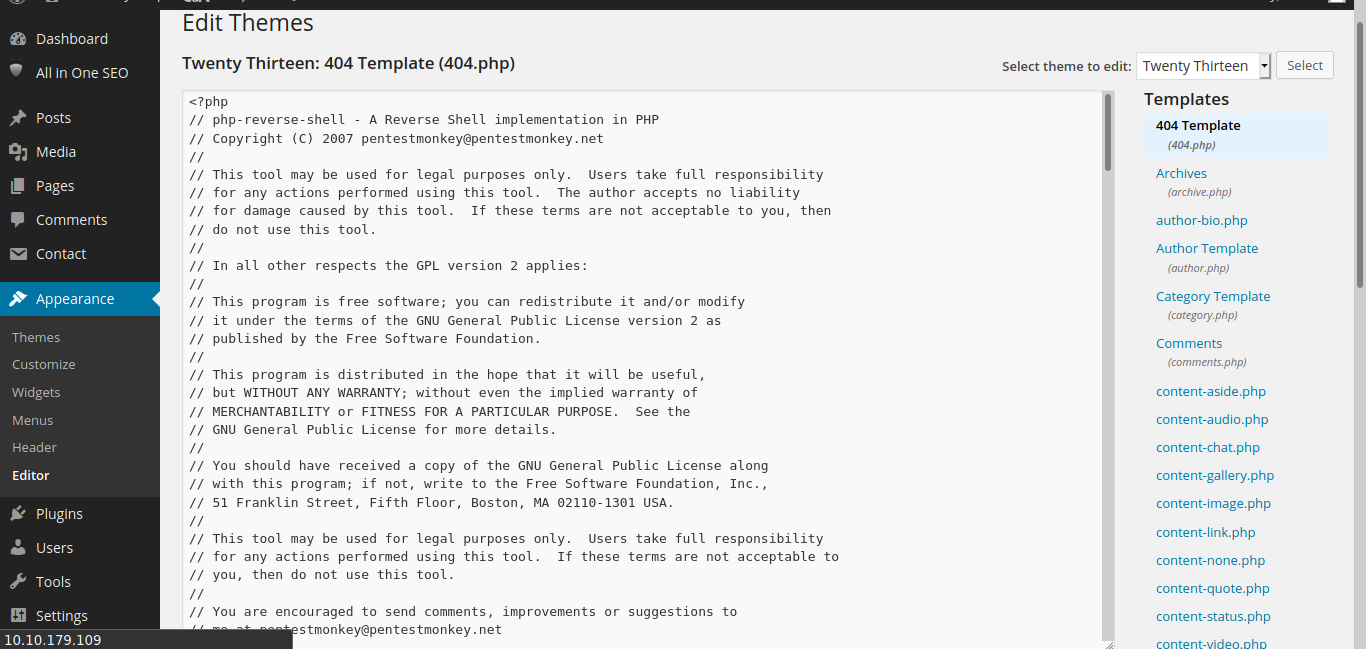 Edit Themes
Twenty Thirteen: 404 Template (404.php)
Select theme to edit: Twenty Thirteen Select
Dashboard
All in One SEO
Posts
Media
Pages
Comments
Contact
Appearance
Themes
Customize
Widgets
Menus
Header
Editor
Plugins
Users
Tools
Settings
10.10.179.109
<?php
// php-reverse-shell - A Reverse Shell implementation in PHP
// Copyright (C) 2007 pentestmonkey@pentestmonkey.net
//
// This tool may be used for legal purposes only.  Users take full responsibility
// for any actions performed using this tool.  The author accepts no liability
// for damage caused by this tool.  If these terms are not acceptable to you, then
// do not use this tool.
//
// In all other respects the GPL version 2 applies:
//
// This program is free software; you can redistribute it and/or modify
// it under the terms of the GNU General Public License version 2 as
// published by the Free Software Foundation.
//
// This program is distributed in the hope that it will be useful,
// but WITHOUT ANY WARRANTY; without even the implied warranty of
// MERCHANTABILITY or FITNESS FOR A PARTICULAR PURPOSE.  See the
// GNU General Public License for more details.
//
// You should have received a copy of the GNU General Public License along
// with this program; if not, write to the Free Software Foundation, Inc.,
// 51 Franklin Street, Fifth Floor, Boston, MA 02110-1301 USA.
//
// This tool may be used for legal purposes only.  Users take full responsibility
// for any actions performed using this tool.  If these terms are not acceptable to
// you, then do not use this tool.
//
// You are encouraged to send comments, improvements or suggestions to
// me at pentestmonkey@pentestmonkey.net
Templates
404 Template
(404.php)
Archives
(archive.php)
author-bio.php
Author Template
(author.php)
Category Template
(category.php)
Comments
(comments.php)
content-aside.php
content-audio.php
content-chat.php
content-gallery.php
content-image.php
content-link.php
content-none.php
content-quote.php
content-status.php
content-video.php